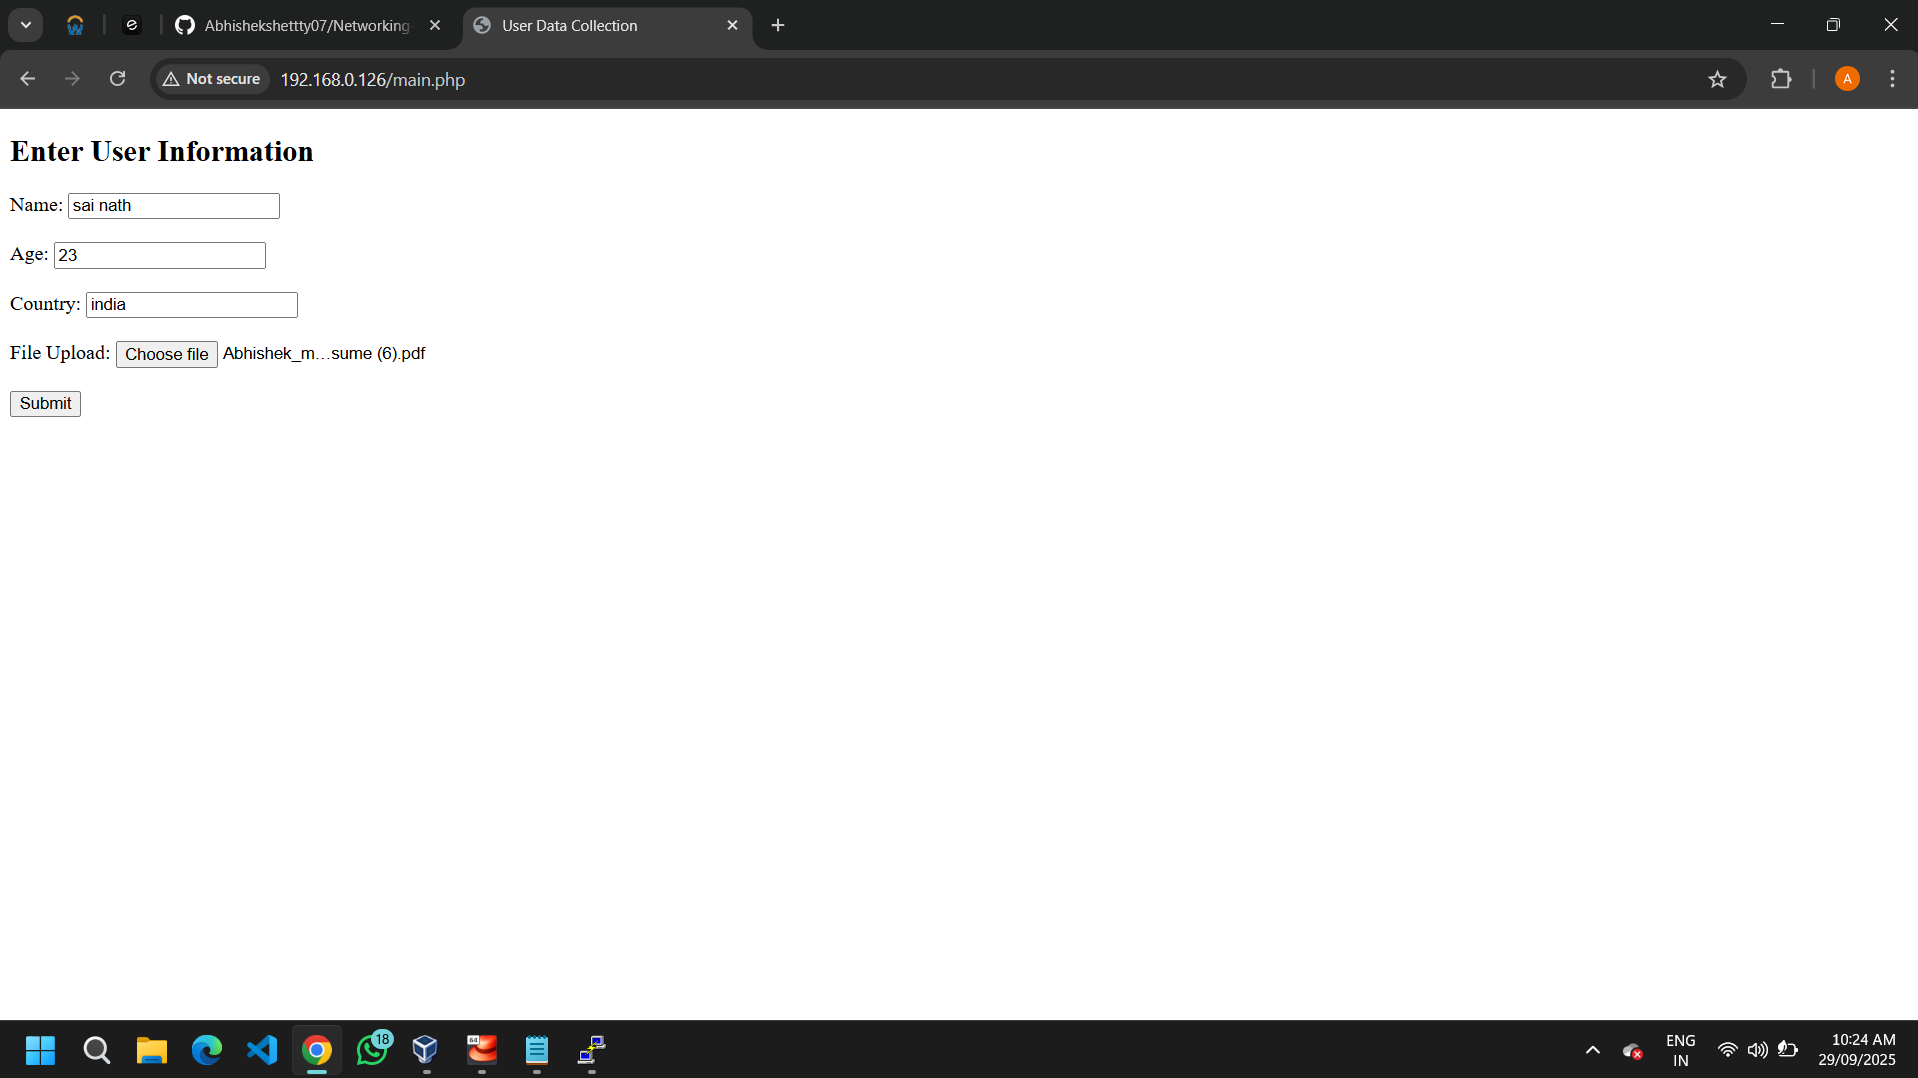 Abhishekshettty07/Networking
User Data Collection
Not secure
192.168.0.126/main.php
A
Enter User Information
Name: sai nath
Age: 23
Country: india
File Upload: Choose file Abhishek_m…sume (6).pdf
Submit
18
64
ENG
IN
10:24 AM
29/09/2025